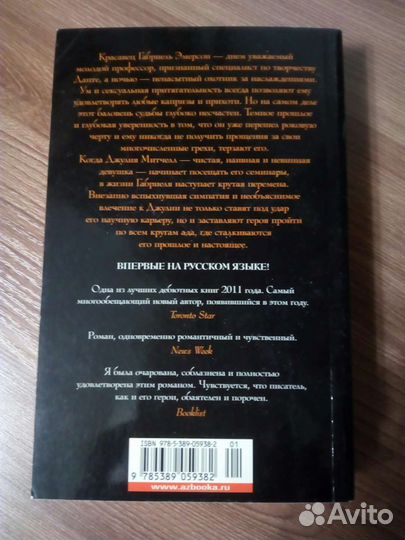 Красавец Габриель Эмерсон — днем уважаемый
молодой профессор, признанный специалист по творчеству
Данте, а ночью — ненасытный охотник за наслаждениями.
Ум и сексуальная притягательность всегда позволяют ему
удовлетворять любые капризы и прихоти. Но на самом деле
этот баловень судьбы глубоко несчастен. Темное прошлое
и глубокая уверенность в том, что он уже перешел роковую
черту и ему никогда не получить прощения за свои
многочисленные грехи, терзают его.
Когда Джулия Митчелл — чистая, наивная и невинная
девушка — начинает посещать его семинары,
в жизни Габриеля наступает крутая перемена.
Внезапно вспыхнувшая симпатия и необъяснимое
влечение к Джулии не только ставят под удар
его научную карьеру, но и заставляют героя пройти
по всем кругам ада, где сталкиваются
его прошлое и настоящее.
ВПЕРВЫЕ НА РУССКОМ ЯЗЫКЕ!
Одна из лучших дебютных книг 2011 года. Самый
многообещающий новый автор, появившийся в этом году.
Toronto Star
Роман, одновременно романтичный и чувственный.
News Week
Я была очарована, соблазнена и полностью
удовлетворена этим романом. Чувствуется, что писатель,
как и его герои, обаятелен и порочен.
Booklist
ISBN 978-5-389-05938-2
01
9 785389 059382
www.azbooka.ru
Avito